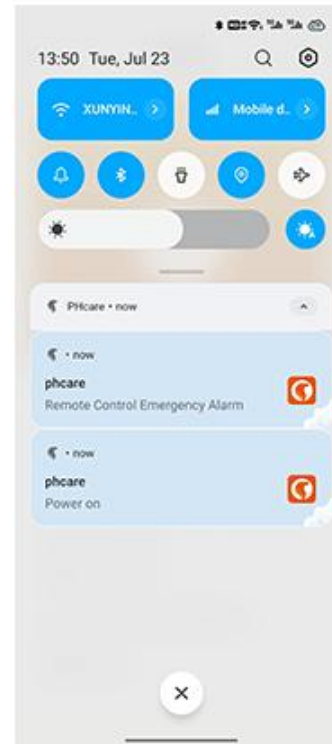 13:50 Tue, Jul 23
XUNYIN..
Mobile d..
PHcare • now
• now
phcare
Remote Control Emergency Alarm
• now
phcare
Power on